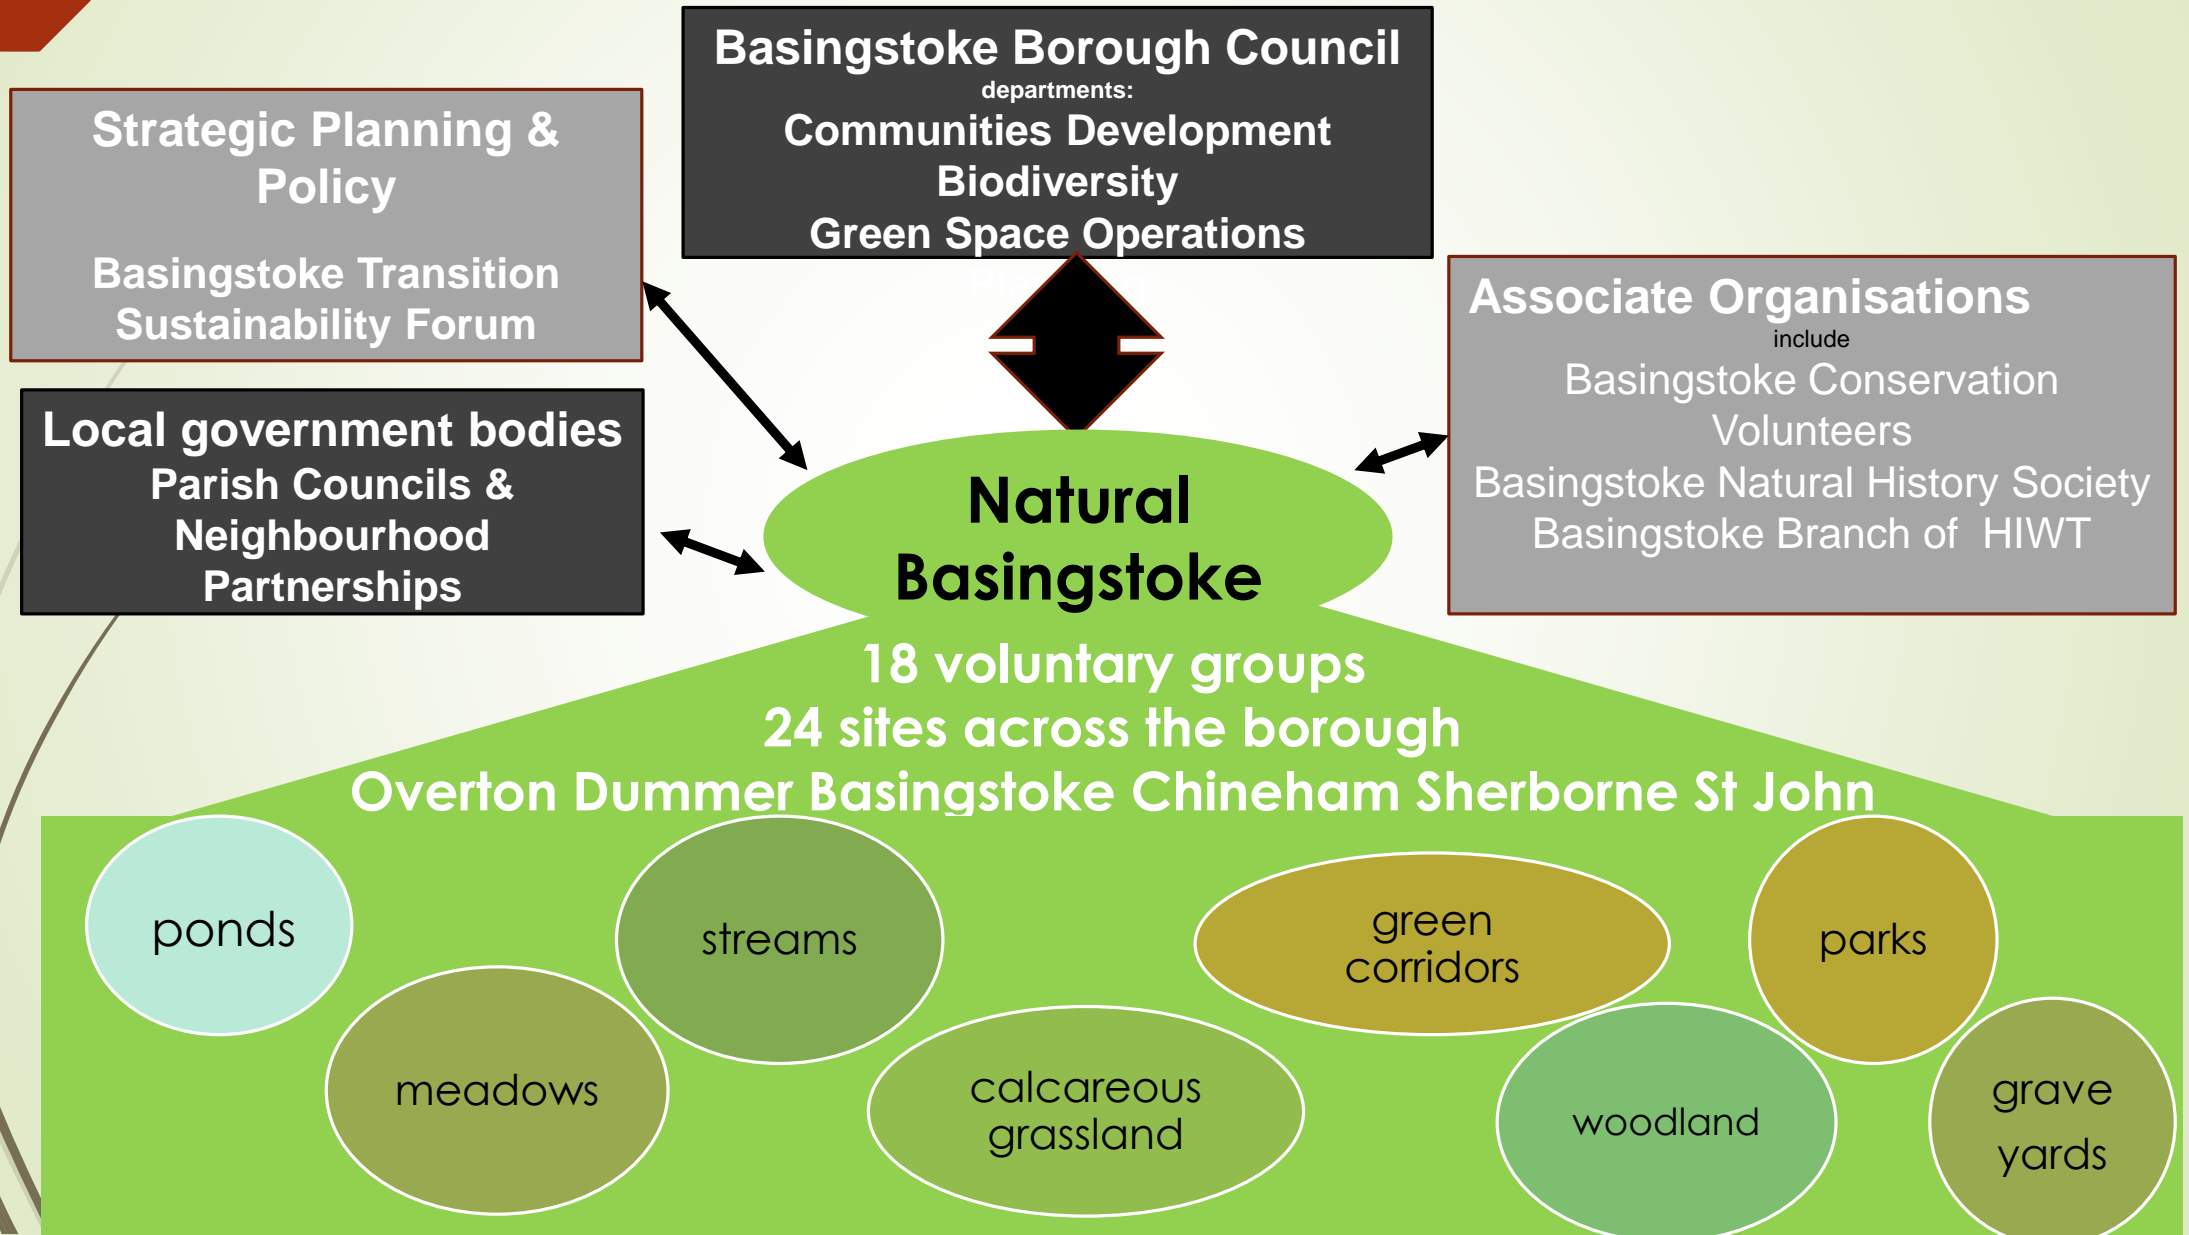 Basingstoke Borough Council
departments:
Communities Development
Biodiversity
Green Space Operations
Strategic Planning &
Policy
Basingstoke Transition
Sustainability Forum
Local government bodies
Parish Councils &
Neighbourhood
Partnerships
Associate Organisations
include
Basingstoke Conservation
Volunteers
Basingstoke Natural History Society
Basingstoke Branch of HIWT
Natural
Basingstoke
18 voluntary groups
24 sites across the borough
Overton Dummer Basingstoke Chineham Sherborne St John
ponds
streams
green
corridors
parks
meadows
calcareous
grassland
woodland
grave
yards